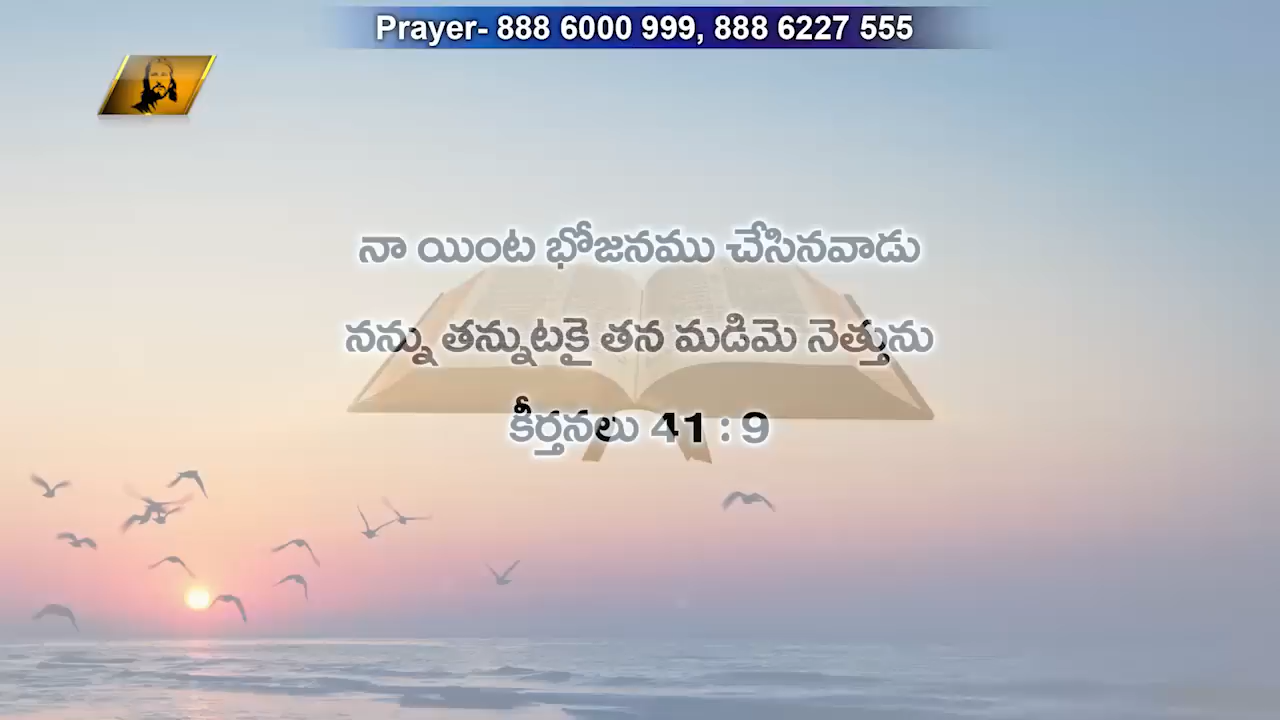 Prayer- 888 6000 999, 888 6227 555
నా యింట భోజనము చేసినవాడు
నన్ను తన్నుటకై తన మడిమె నెత్తును
కీర్తనలు 41 : 9